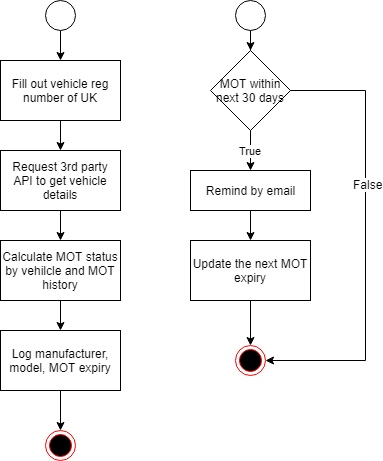 Fill out vehicle reg
number of UK
Request 3rd party
API to get vehicle
details
Calculate MOT status
by vehilcle and MOT
history
Log manufacturer,
model, MOT expiry
MOT within
next 30 days
True
False
Remind by email
Update the next MOT
expiry